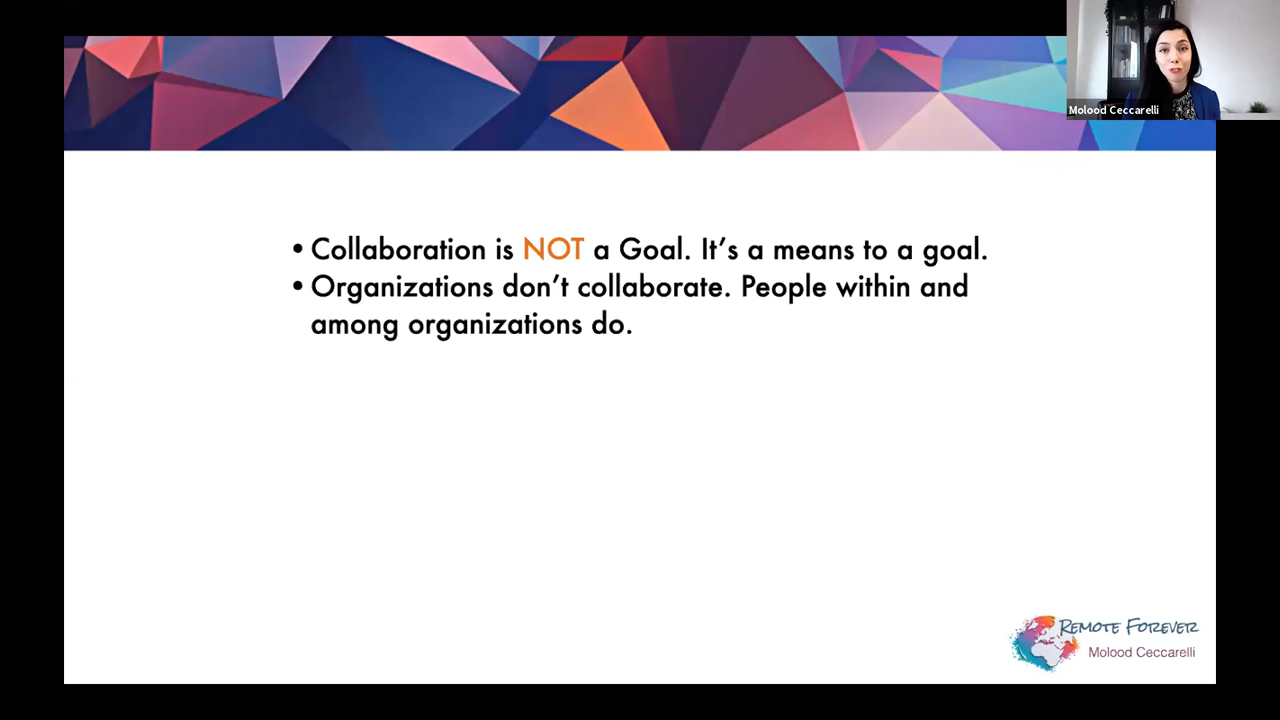 Molood Ceccarelli
• Collaboration is NOT a Goal. It’s a means to a goal.
• Organizations don’t collaborate. People within and
among organizations do.
REMOTE FOREVER
Molood Ceccarelli